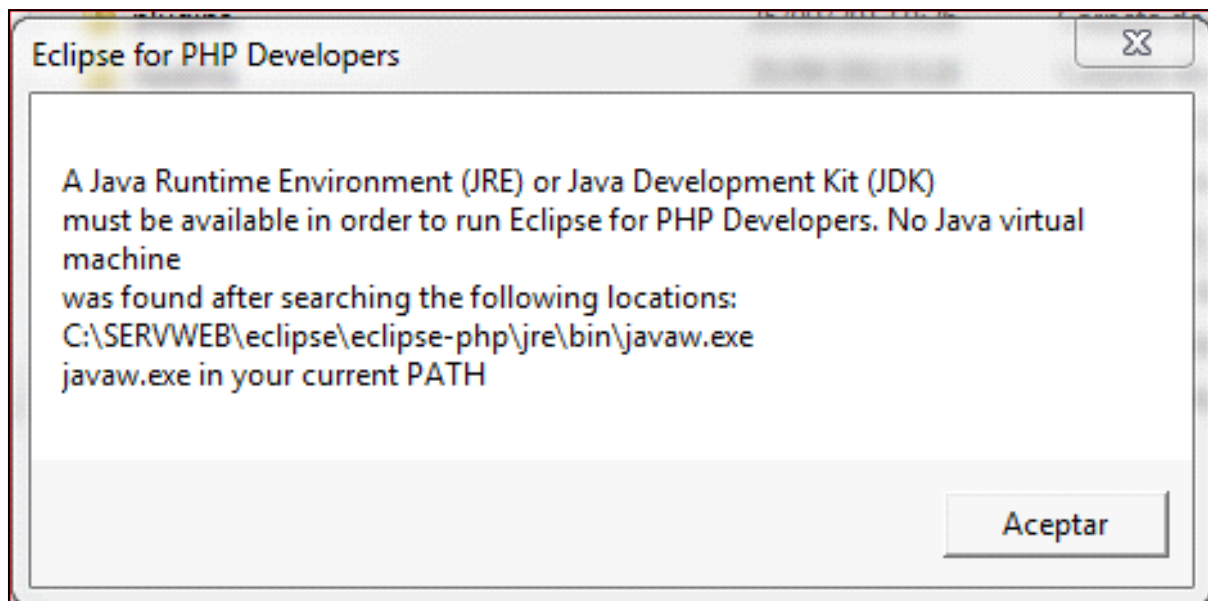 Eclipse for PHP Developers
A Java Runtime Environment (JRE) or Java Development Kit (JDK)
must be available in order to run Eclipse for PHP Developers. No Java virtual
machine
was found after searching the following locations:
C:\SERVWEB\eclipse\eclipse-php\jre\bin\javaw.exe
javaw.exe in your current PATH
Aceptar